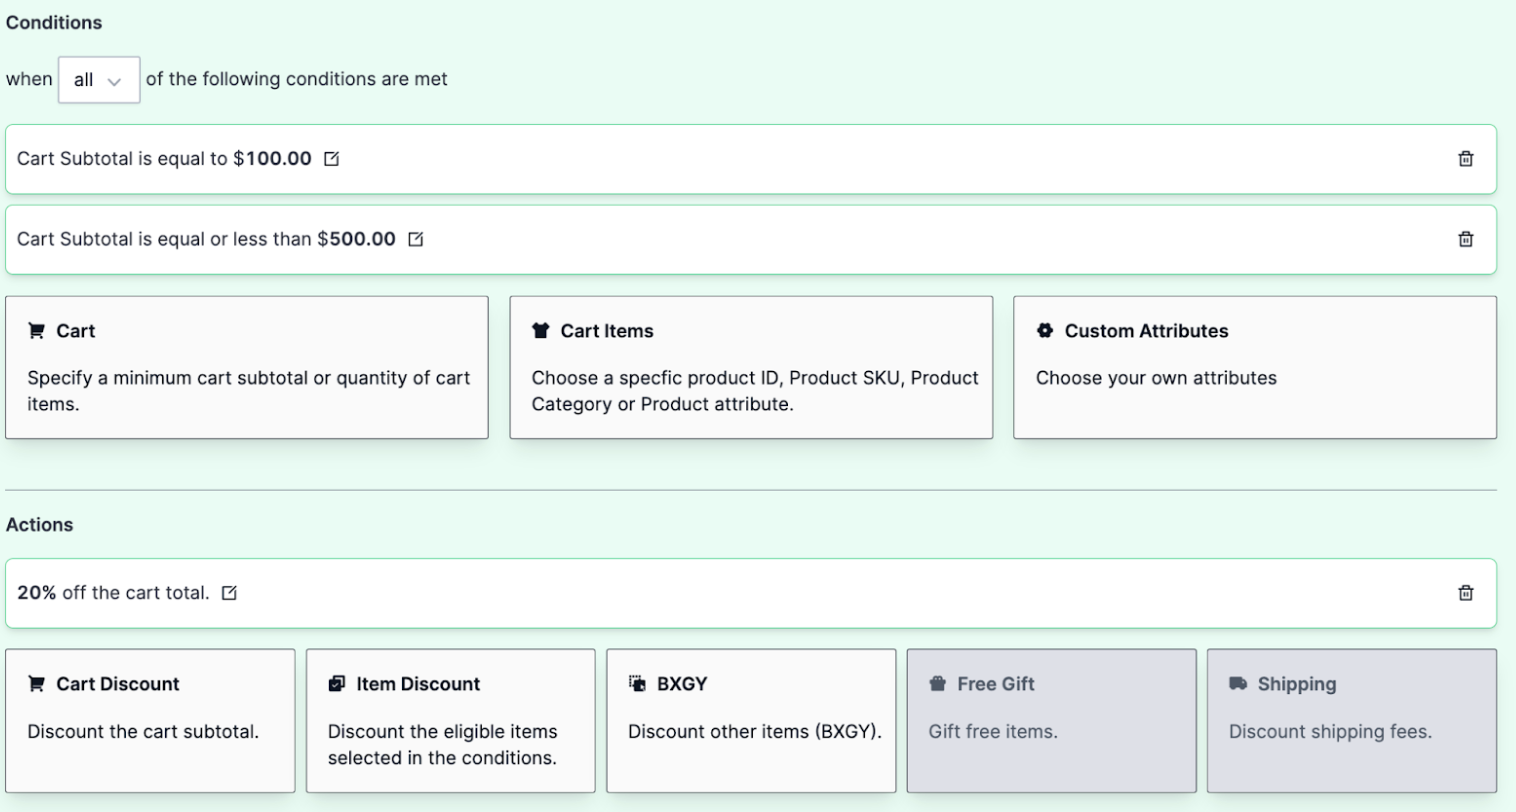 Conditions
when all of the following conditions are met
Cart Subtotal is equal to $100.00
Cart Subtotal is equal or less than $500.00
Cart
Specify a minimum cart subtotal or quantity of cart
items.
Cart Items
Choose a specfic product ID, Product SKU, Product
Category or Product attribute.
Custom Attributes
Choose your own attributes
Actions
20% off the cart total.
Cart Discount
Discount the cart subtotal.
Item Discount
Discount the eligible items
selected in the conditions.
BXGY
Discount other items (BXGY).
Free Gift
Gift free items.
Shipping
Discount shipping fees.